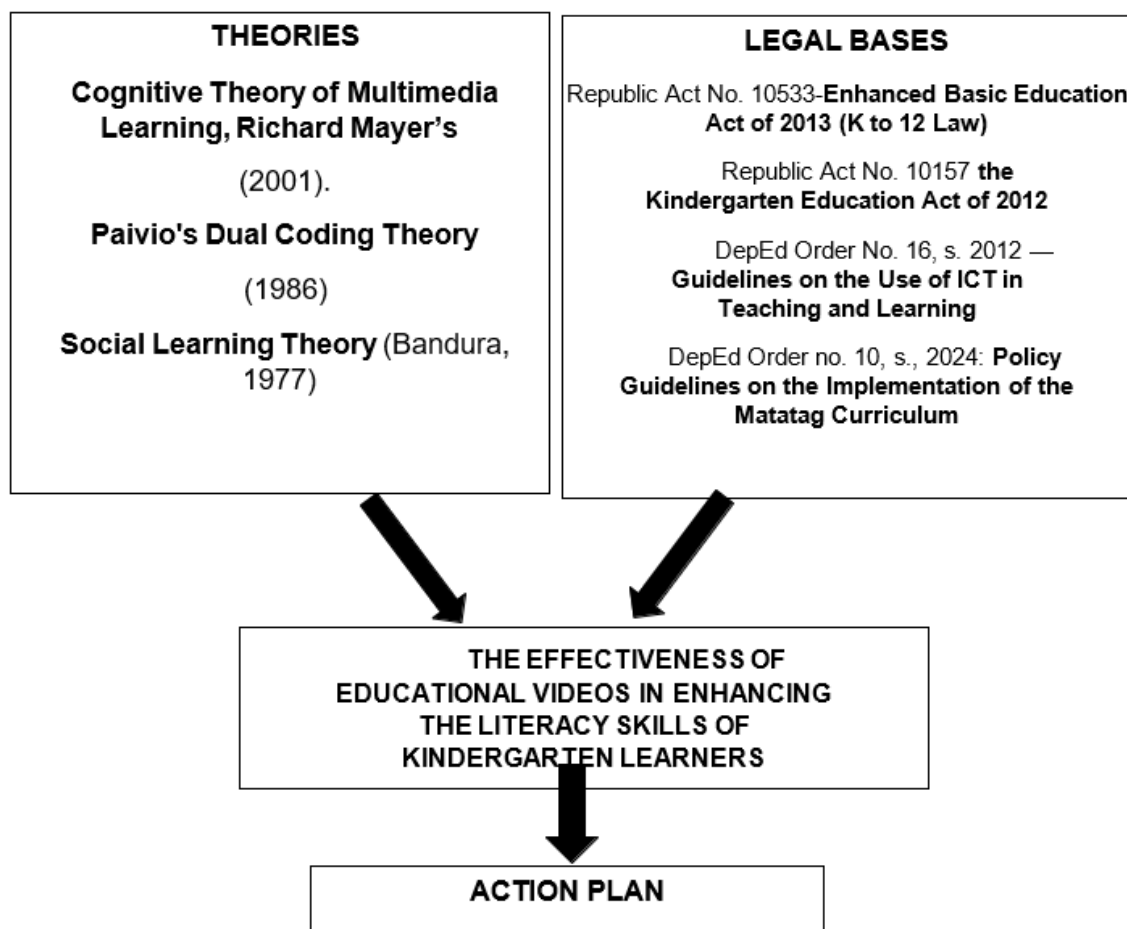 THEORIES
Cognitive Theory of Multimedia
Learning, Richard Mayer’s
(2001).
Paivio's Dual Coding Theory
(1986)
Social Learning Theory (Bandura,
1977)
LEGAL BASES
Republic Act No. 10533-Enhanced Basic Education
Act of 2013 (K to 12 Law)
Republic Act No. 10157 the
Kindergarten Education Act of 2012
DepEd Order No. 16, s. 2012 —
Guidelines on the Use of ICT in
Teaching and Learning
DepEd Order no. 10, s., 2024: Policy
Guidelines on the Implementation of the
Matatag Curriculum
THE EFFECTIVENESS OF
EDUCATIONAL VIDEOS IN ENHANCING
THE LITERACY SKILLS OF
KINDERGARTEN LEARNERS
ACTION PLAN